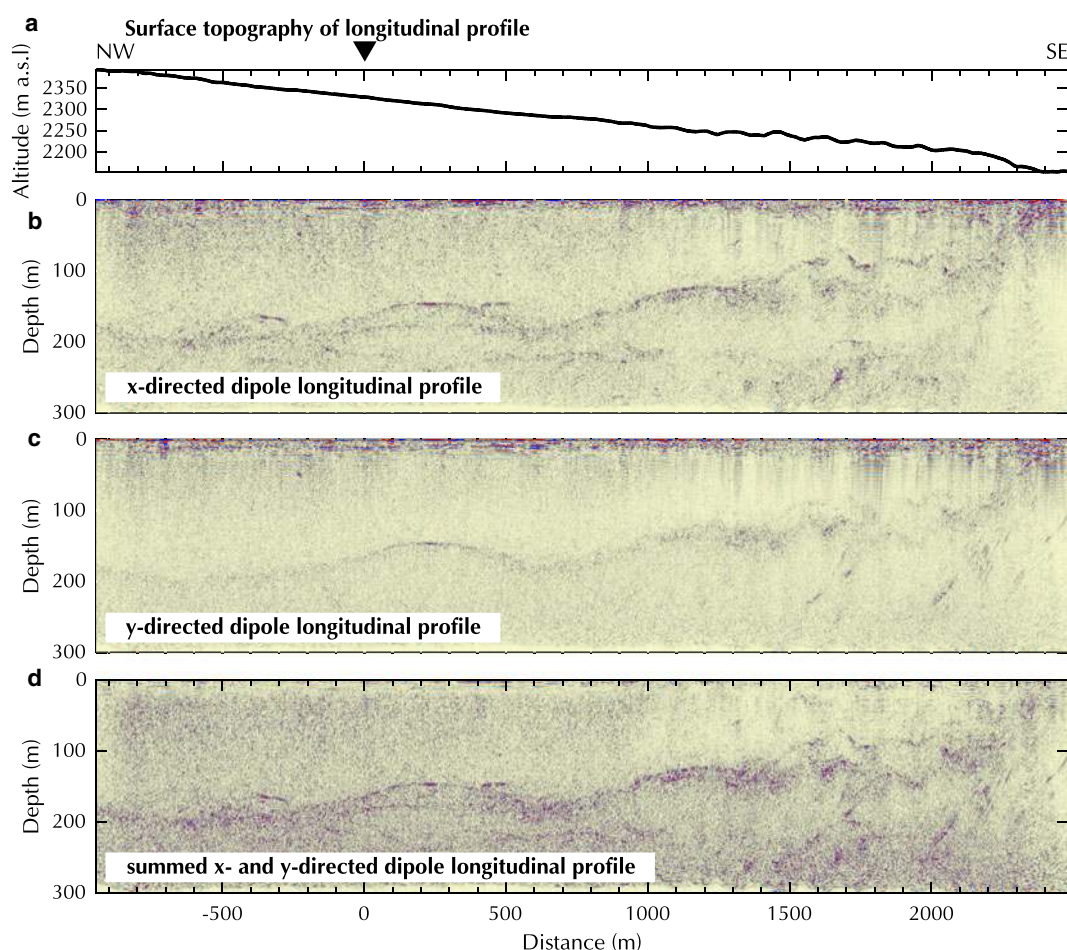 a
Surface topography of longitudinal profile
NW
SE
Altitude (m a.s.l)
2350
2300
2250
2200
b
Depth (m)
0
100
200
300
x-directed dipole longitudinal profile
c
Depth (m)
0
100
200
300
y-directed dipole longitudinal profile
d
Depth (m)
0
100
200
300
summed x- and y-directed dipole longitudinal profile
-500 0 500 1000 1500 2000
Distance (m)